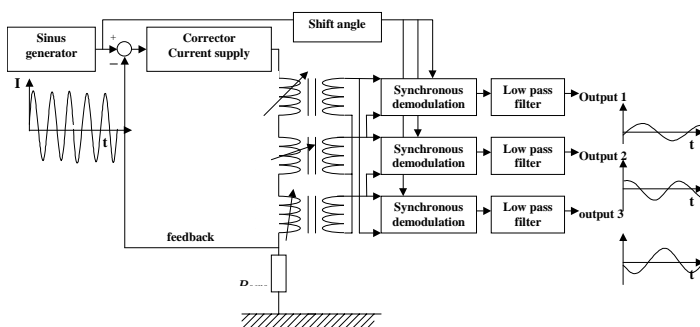 Shift angle
Sinus
generator
+
−
Corrector
Current supply
I
t
Synchronous
demodulation
Low pass
filter
Output 1
t
Synchronous
demodulation
Low pass
filter
Output 2
t
Synchronous
demodulation
Low pass
filter
output 3
t
feedback